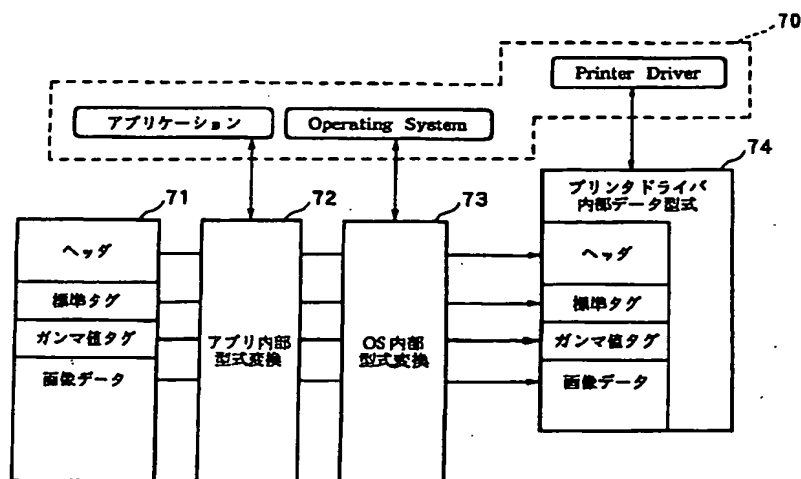 70
Printer Driver
アプリケーション
Operating System
74
プリンタドライバ
内部データ型式
71
72
73
ヘッダ
標準タグ
ガンマ値タグ
画像データ
アプリ内部
型式変換
OS内部
型式変換
ヘッダ
標準タグ
ガンマ値タグ
画像データ